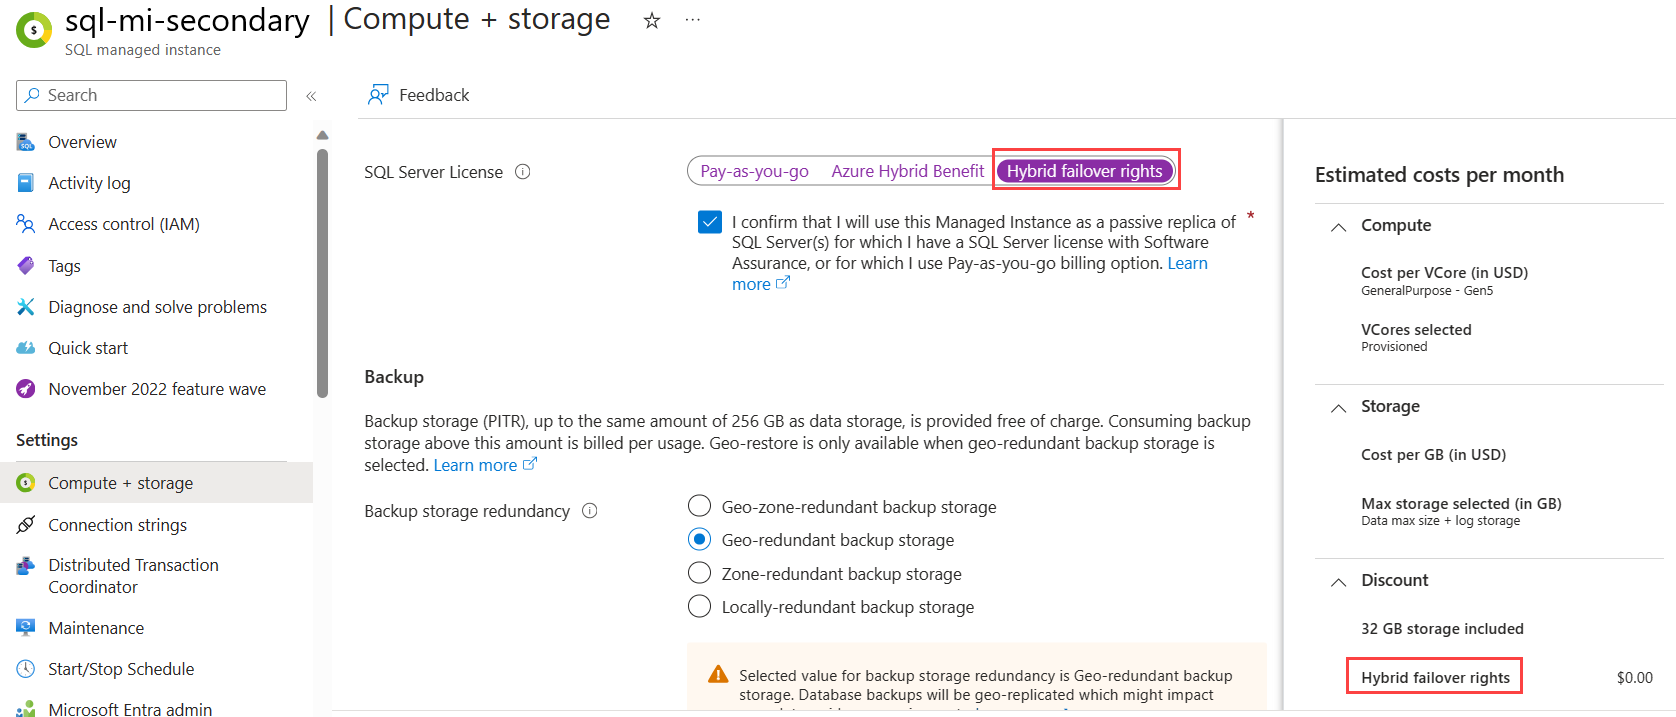 sql-mi-secondary | Compute + storage
SQL managed instance
Search
Overview
Activity log
Access control (IAM)
Tags
Diagnose and solve problems
Quick start
November 2022 feature wave
Settings
Compute + storage
Connection strings
Distributed Transaction
Coordinator
Maintenance
Start/Stop Schedule
Microsoft Entra admin
Feedback
SQL Server License
Pay-as-you-go Azure Hybrid Benefit Hybrid failover rights
I confirm that I will use this Managed Instance as a passive replica of *
SQL Server(s) for which I have a SQL Server license with Software
Assurance, or for which I use Pay-as-you-go billing option. Learn
more
Backup
Backup storage (PITR), up to the same amount of 256 GB as data storage, is provided free of charge. Consuming backup
storage above this amount is billed per usage. Geo-restore is only available when geo-redundant backup storage is
selected. Learn more
Backup storage redundancy
Geo-zone-redundant backup storage
Geo-redundant backup storage
Zone-redundant backup storage
Locally-redundant backup storage
Selected value for backup storage redundancy is Geo-redundant backup
storage. Database backups will be geo-replicated which might impact
Estimated costs per month
Compute
Cost per VCore (in USD)
GeneralPurpose - Gen5
VCores selected
Provisioned
Storage
Cost per GB (in USD)
Max storage selected (in GB)
Data max size + log storage
Discount
32 GB storage included
Hybrid failover rights $0.00